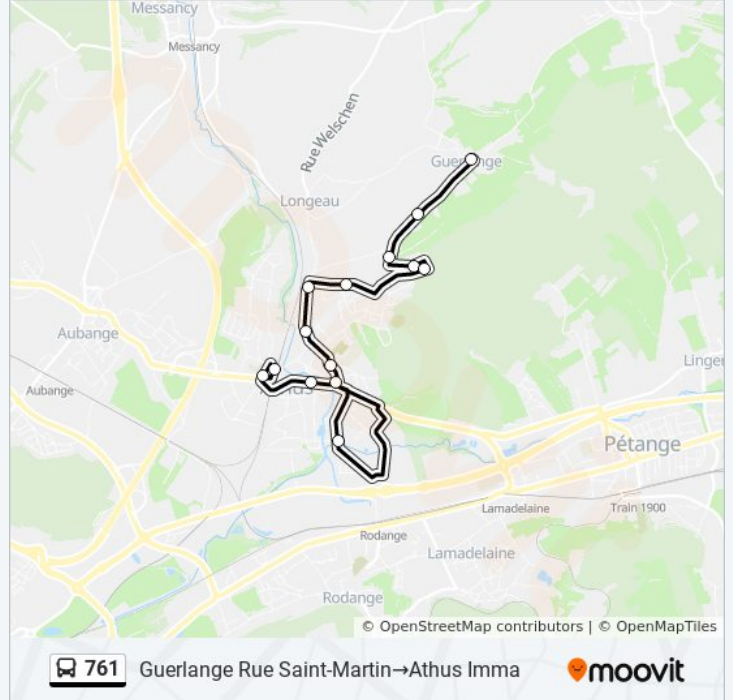 Messancy
Messancy
Rue Welschen
Guerlange
Longeau
Aubange
Linger
Aubange
Pétange
Lamadelaine
Train 1900
Rodange
Lamadelaine
Rodange
© OpenStreetMap contributors | © OpenMapTiles
761 Guerlange Rue Saint-Martin→Athus Imma
moovit